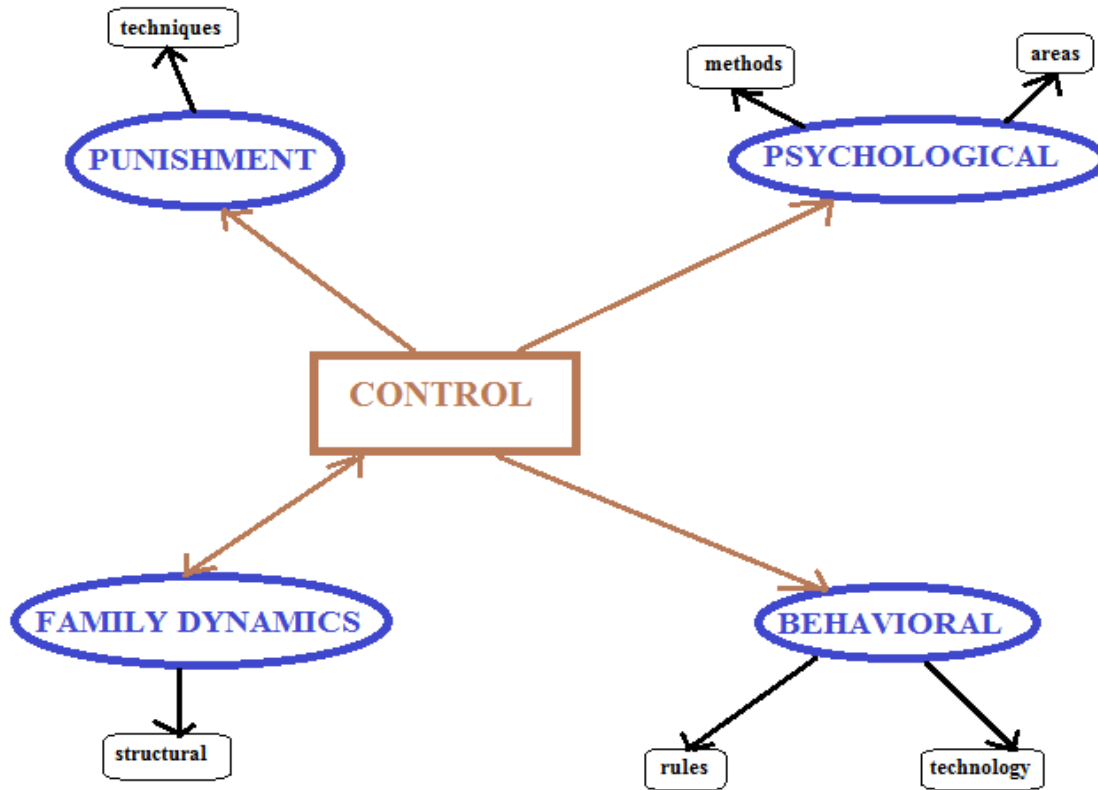 techniques
methods
areas
PUNISHMENT
PSYCHOLOGICAL
CONTROL
FAMILY DYNAMICS
BEHAVIORAL
structural
rules
technology